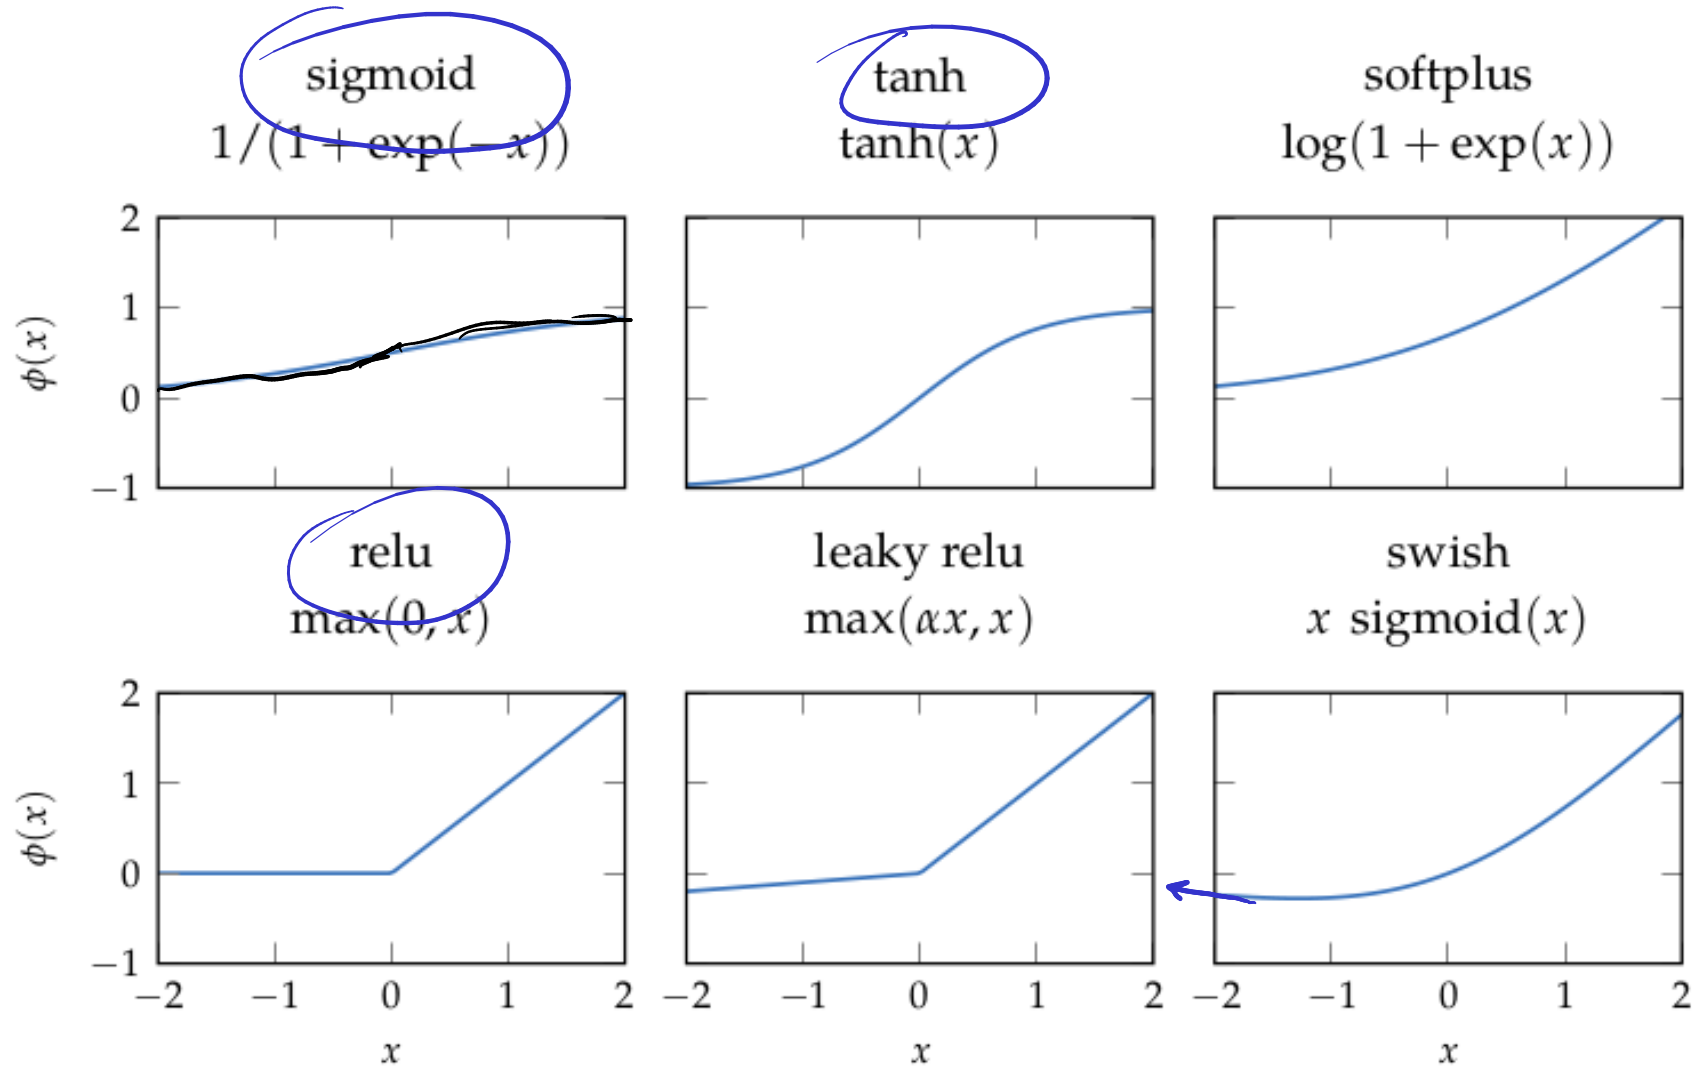 sigmoid
1/(1 + exp(−x))
tanh
tanh(x)
softplus
log(1 + exp(x))
2
1
0
−1
ϕ(x)
relu
max(0, x)
leaky relu
max(αx, x)
swish
x sigmoid(x)
2
1
0
−1
ϕ(x)
−2 −1 0 1 2
−2 −1 0 1 2
−2 −1 0 1 2
x
x
x